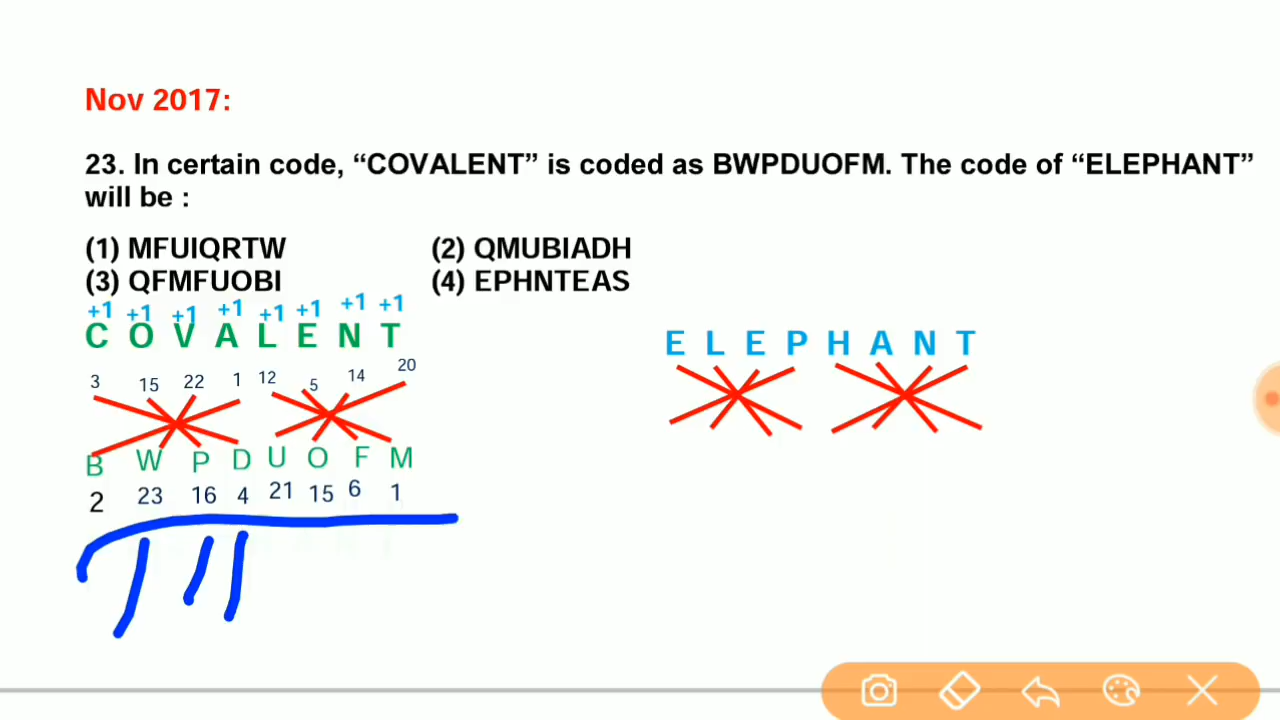 Nov 2017:
23. In certain code, “COVALENT” is coded as BWPDUOFM. The code of “ELEPHANT”
will be :
(1) MFUIQRTW (2) QMUBIADH
(3) QFMFUOBI (4) EPHNTEAS
+1 +1 +1 +1 +1 +1 +1 +1
C O V A L E N T
E L E P H A N T
3 15 22 1 12 5 14 20
B W P D U O F M
2 23 16 4 21 15 6 1